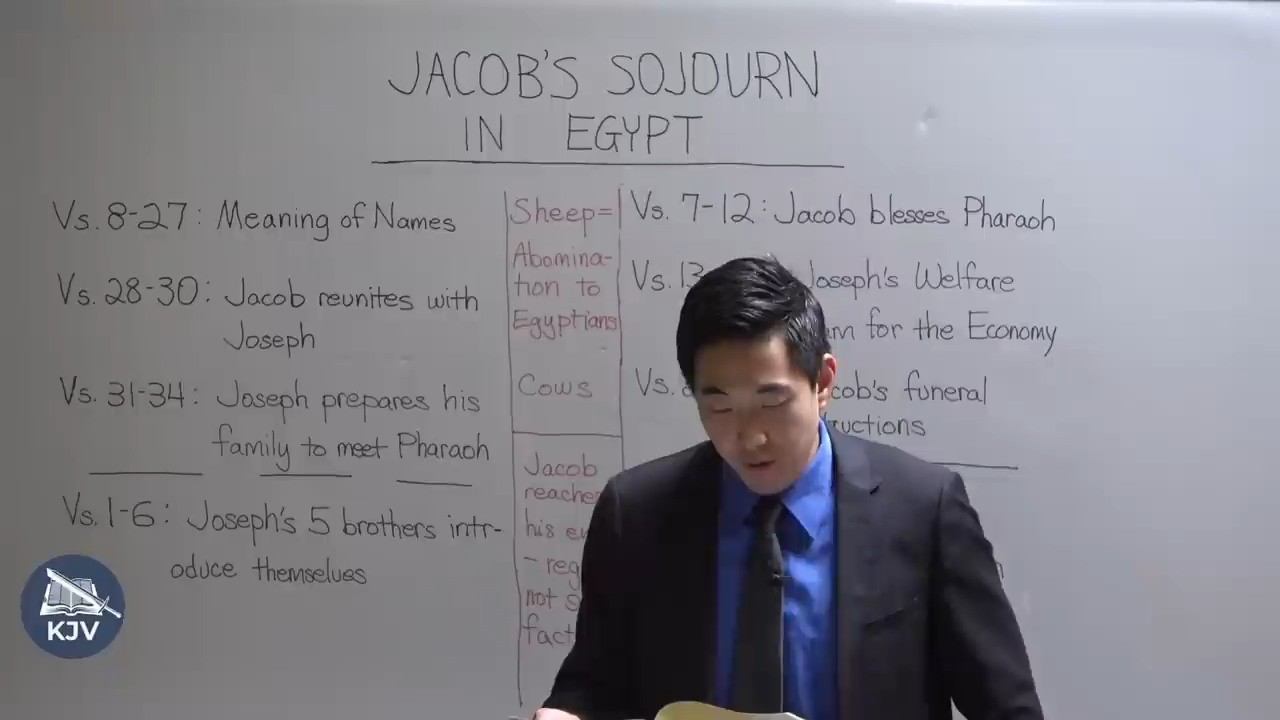 JACOB'S SOJOURN
IN EGYPT
Vs. 8-27: Meaning of Names
Vs. 28-30: Jacob reunites with
Joseph
Vs. 31-34: Joseph prepares his
family to meet Pharaoh
Vs. 1-6: Joseph's 5 brothers intr-
oduce themselves
Sheep=
Abomina-
tion to
Egyptians
Cows
Jacob
his
not
Vs. 7-12: Jacob blesses Pharaoh
Vs. 13 Joseph's Welfare
for the Economy
Vs. funeral
KJV